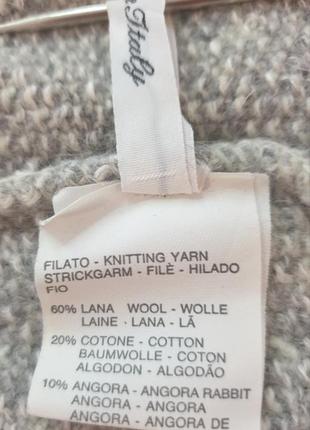 Italy
FILATO - KNITTING YARN
STRICKGARM - FILÈ - HILADO
FIO
60% LANA WOOL - WOLLE
LAINE - LANA - LÃ
20% COTONE - COTTON
BAUMWOLLE - COTON
ALGODON - ALGODÃO
10% ANGORA - ANGORA RABBIT
ANGORA - ANGORA
ANGORA - ANGORA DE